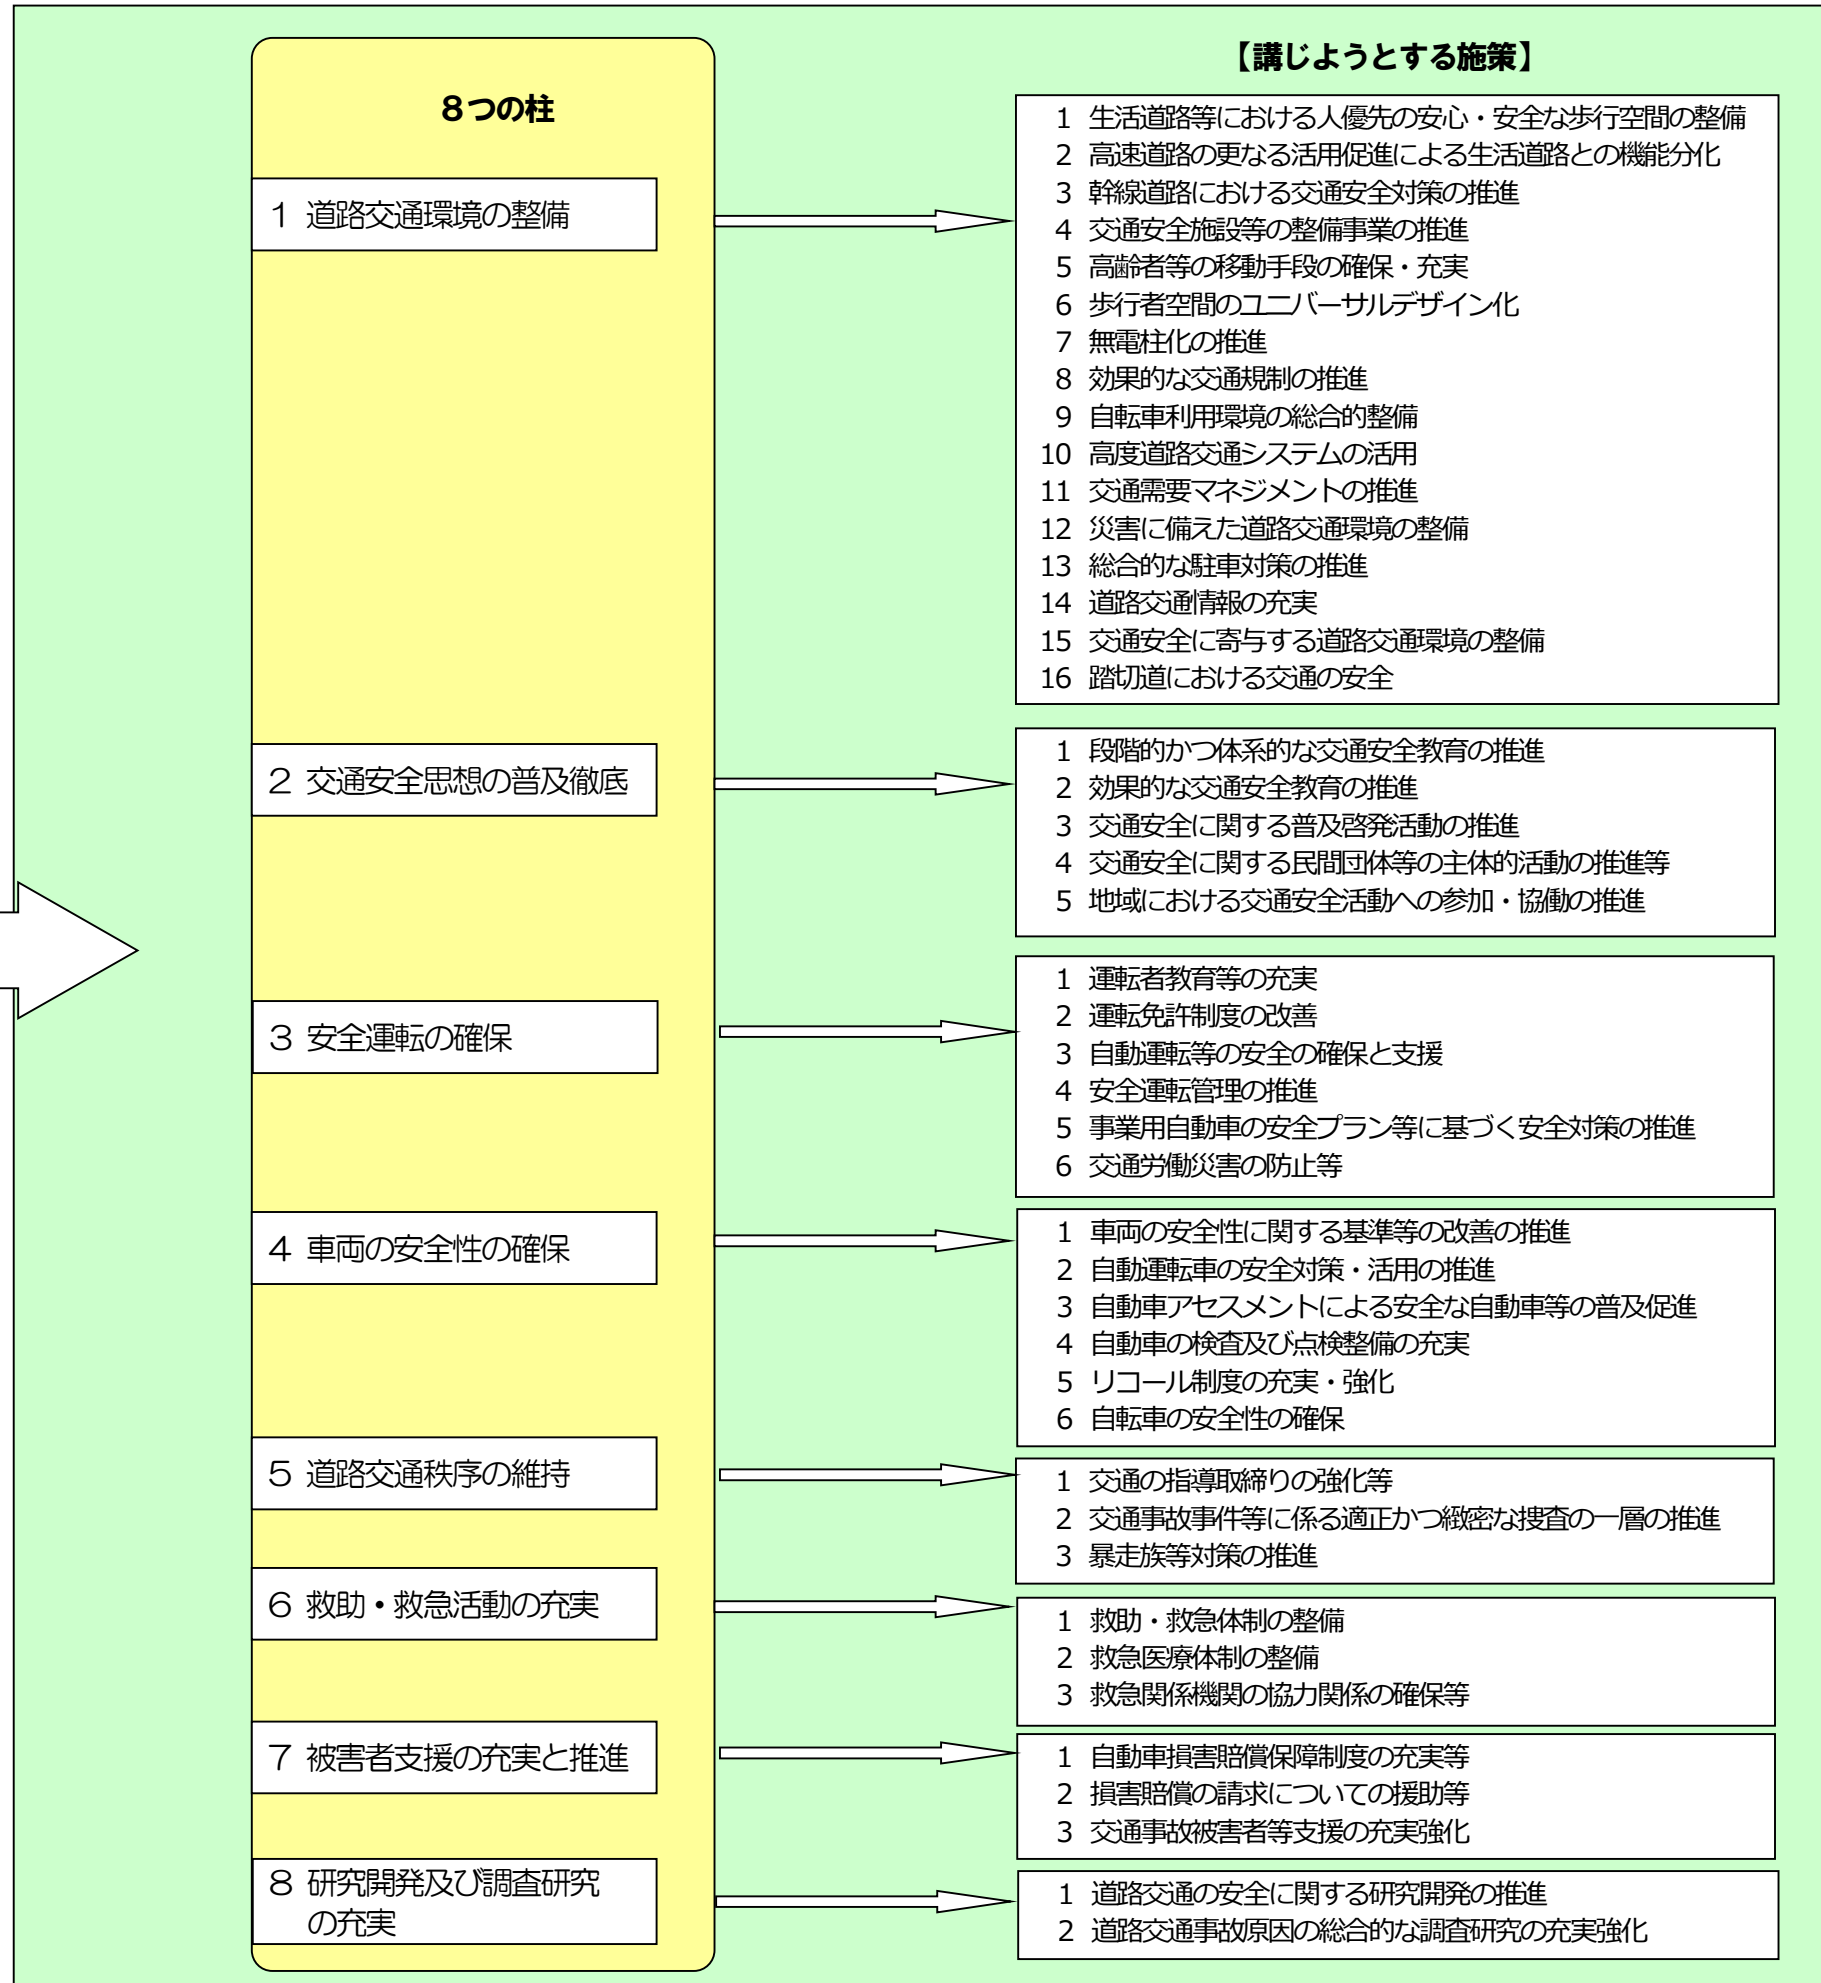 8つの柱
【講じようとする施策】
1 道路交通環境の整備
1 生活道路等における人優先の安心・安全な歩行空間の整備
2 高速道路の更なる活用促進による生活道路との機能分化
3 幹線道路における交通安全対策の推進
4 交通安全施設等の整備事業の推進
5 高齢者等の移動手段の確保・充実
6 歩行者空間のユニバーサルデザイン化
7 無電柱化の推進
8 効果的な交通規制の推進
9 自転車利用環境の総合的整備
10 高度道路交通システムの活用
11 交通需要マネジメントの推進
12 災害に備えた道路交通環境の整備
13 総合的な駐車対策の推進
14 道路交通情報の充実
15 交通安全に寄与する道路交通環境の整備
16 踏切道における交通の安全
2 交通安全思想の普及徹底
1 段階的かつ体系的な交通安全教育の推進
2 効果的な交通安全教育の推進
3 交通安全に関する普及啓発活動の推進
4 交通安全に関する民間団体等の主体的活動の推進等
5 地域における交通安全活動への参加・協働の推進
3 安全運転の確保
1 運転者教育等の充実
2 運転免許制度の改善
3 自動運転等の安全の確保と支援
4 安全運転管理の推進
5 事業用自動車の安全プラン等に基づく安全対策の推進
6 交通労働災害の防止等
4 車両の安全性の確保
1 車両の安全性に関する基準等の改善の推進
2 自動運転車の安全対策・活用の推進
3 自動車アセスメントによる安全な自動車等の普及促進
4 自動車の検査及び点検整備の充実
5 リコール制度の充実・強化
6 自転車の安全性の確保
5 道路交通秩序の維持
1 交通の指導取締りの強化等
2 交通事故事件等に係る適正かつ緻密な捜査の一層の推進
3 暴走族等対策の推進
6 救助・救急活動の充実
1 救助・救急体制の整備
2 救急医療体制の整備
3 救急関係機関の協力関係の確保等
7 被害者支援の充実と推進
1 自動車損害賠償保障制度の充実等
2 損害賠償の請求についての援助等
3 交通事故被害者等支援の充実強化
8 研究開発及び調査研究
の充実
1 道路交通の安全に関する研究開発の推進
2 道路交通事故原因の総合的な調査研究の充実強化